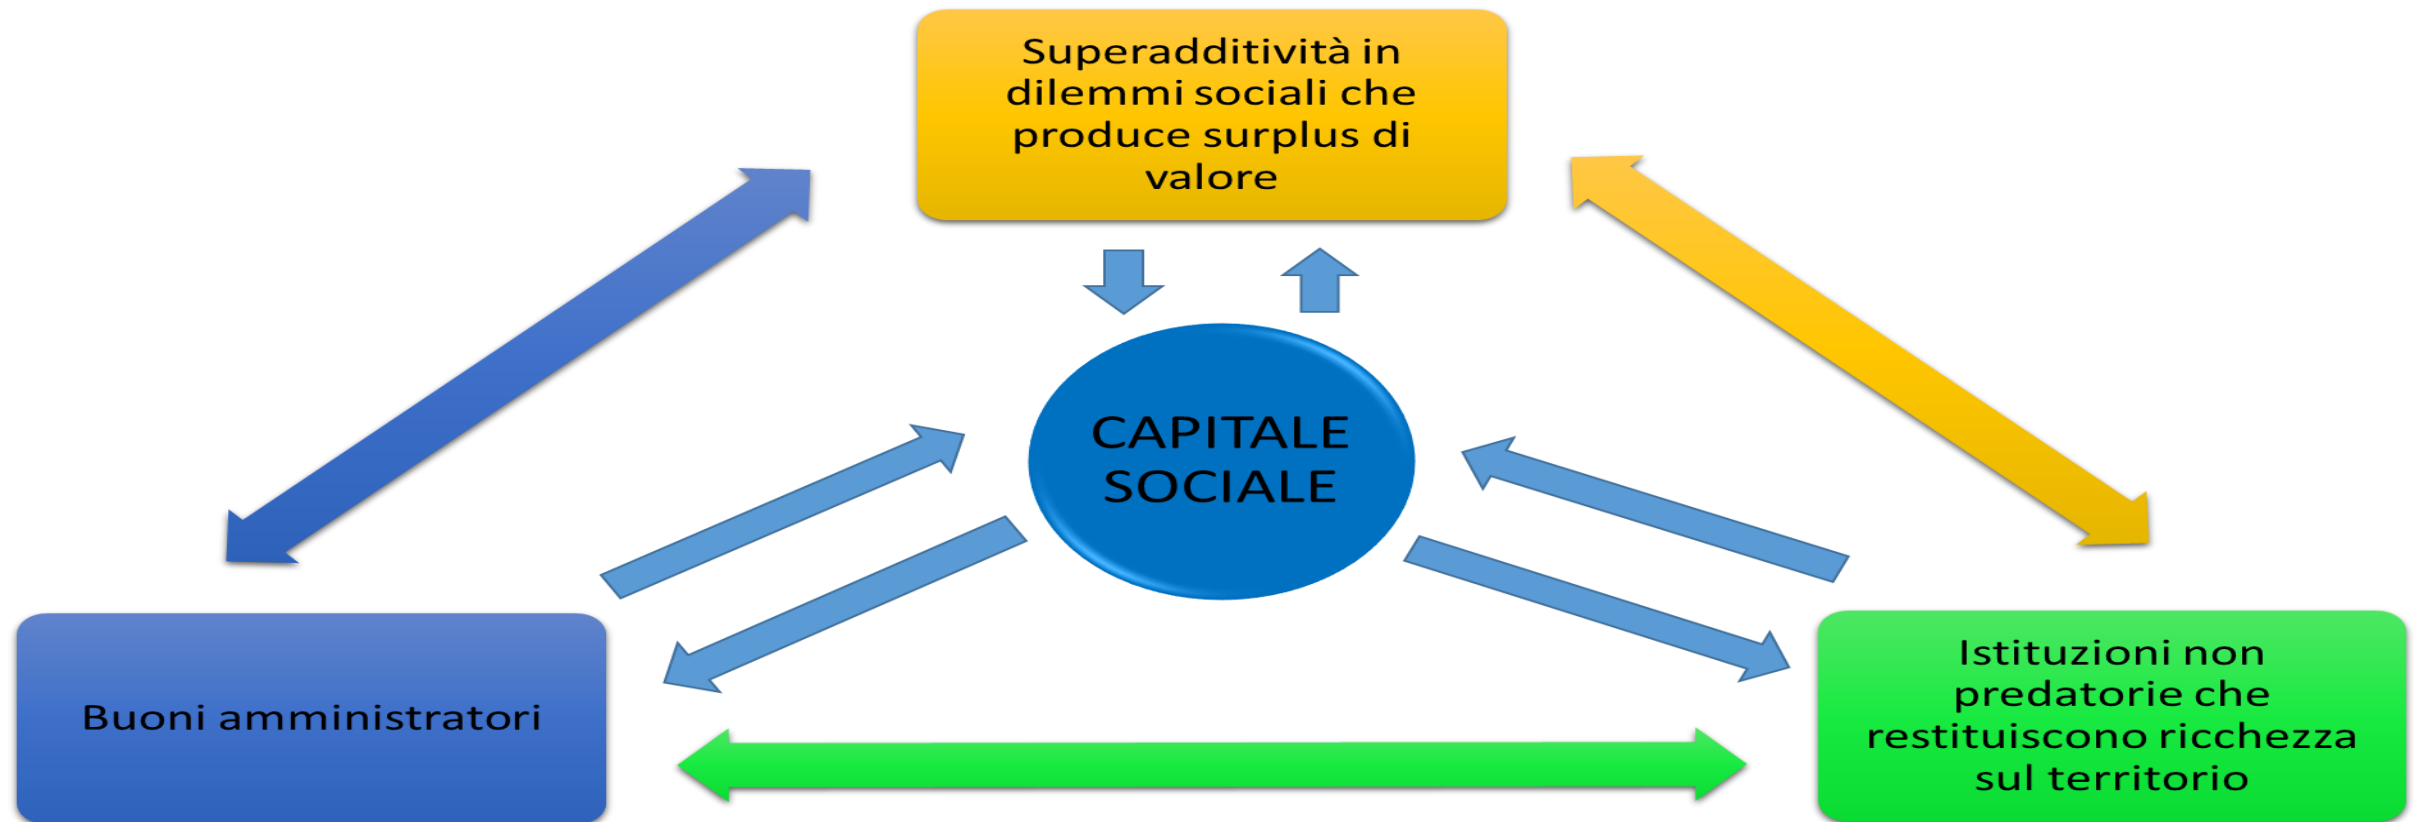 Superadditività in
dilemmi sociali che
produce surplus di
valore
CAPITALE
SOCIALE
Buoni amministratori
Istituzioni non
predatorie che
restituiscono ricchezza
sul territorio